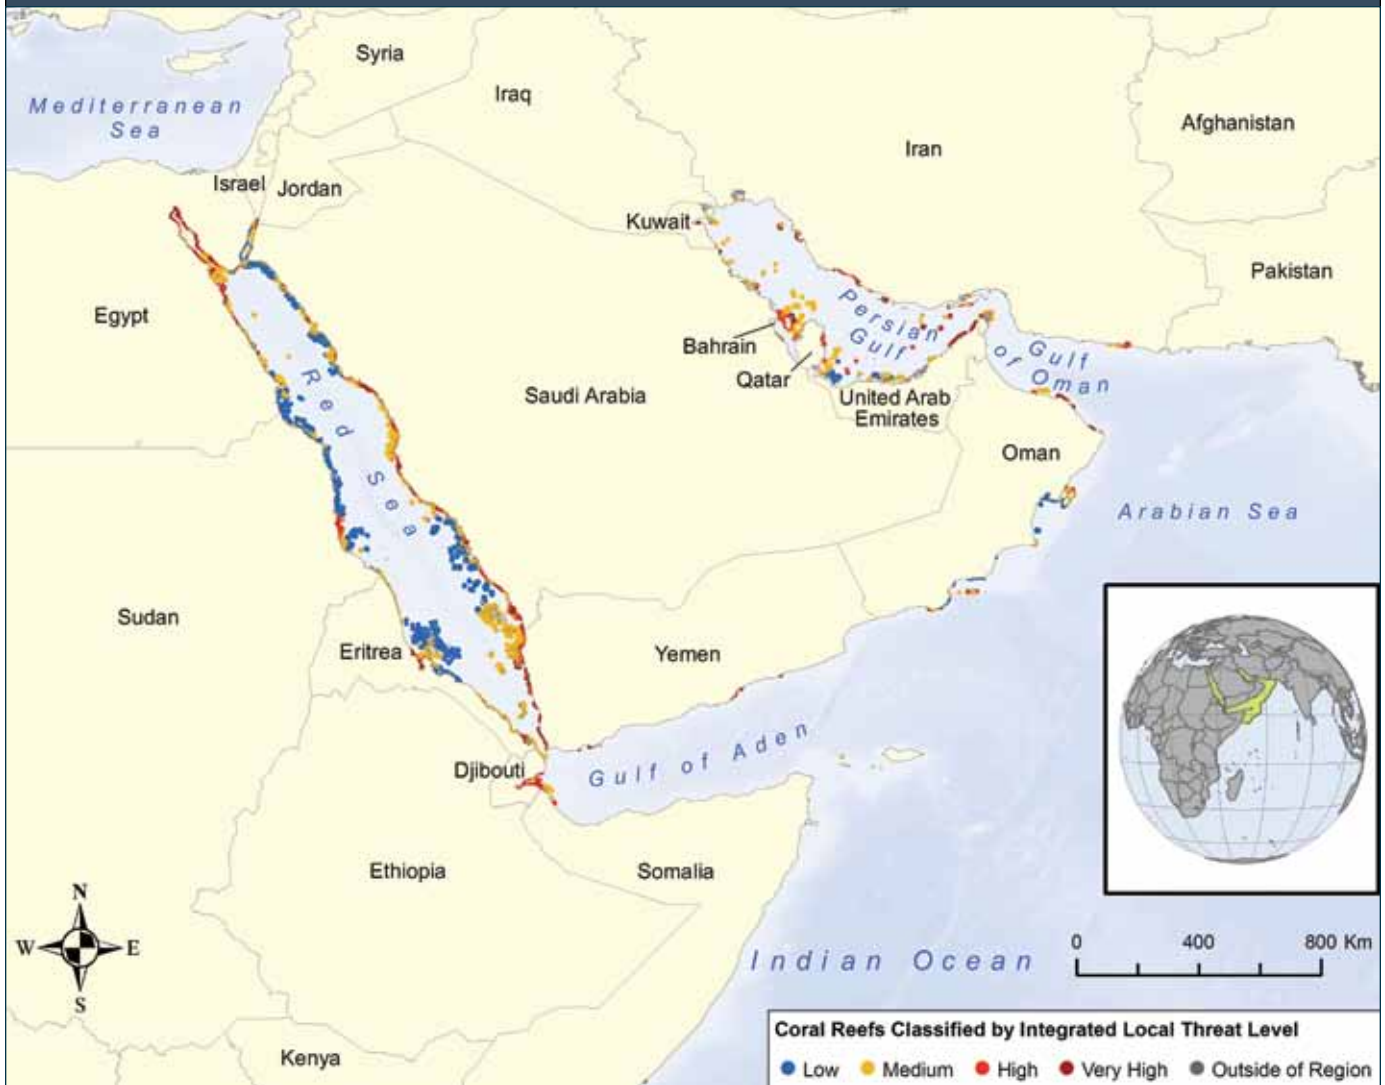 Syria
Mediterranean
Sea
Iraq
Afghanistan
Iran
Israel
Jordan
Kuwait
Pakistan
Egypt
Persian
Gulf
Bahrain
Gulf
of
Oman
Qatar
Red Sea
Saudi Arabia
United Arab
Emirates
Oman
Arabian Sea
Sudan
Eritrea
Yemen
Djibouti
Gulf of Aden
Ethiopia
Somalia
N
W
E
S
0 400 800 Km
Indian Ocean
Coral Reefs Classified by Integrated Local Threat Level
Low Medium High Very High Outside of Region
Kenya